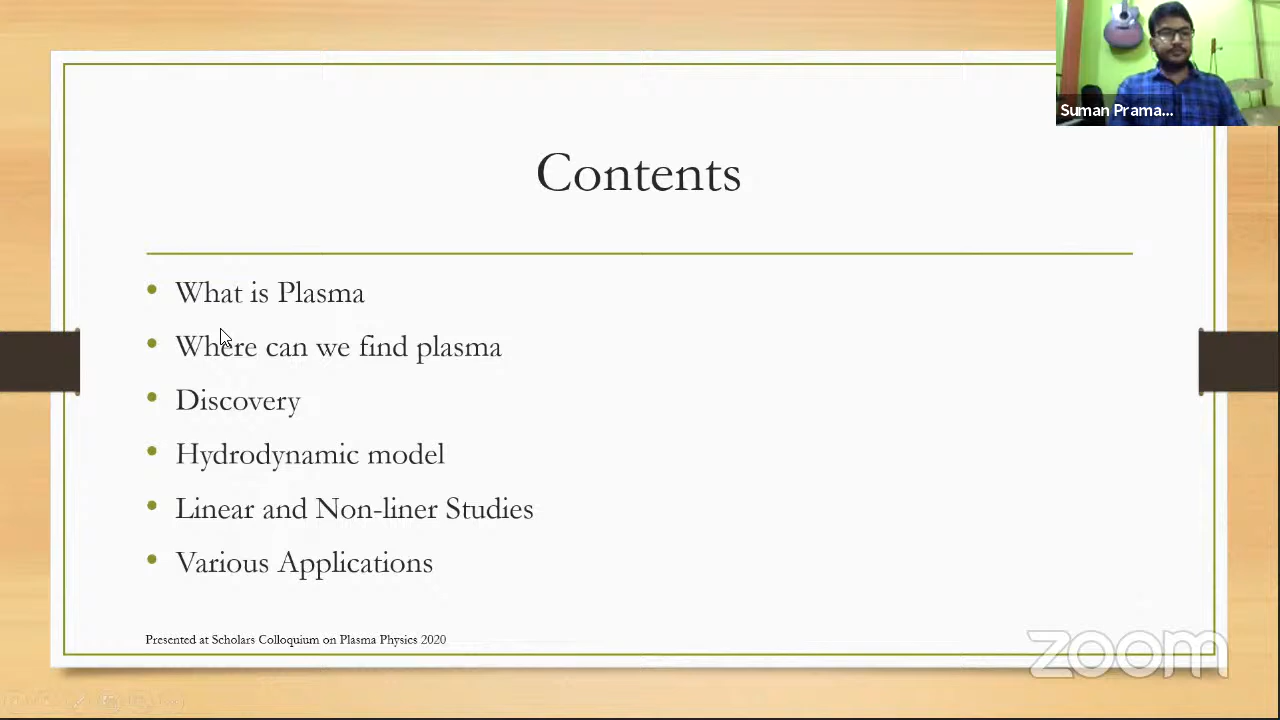 Suman Prama...
Contents
What is Plasma
Where can we find plasma
Discovery
Hydrodynamic model
Linear and Non-liner Studies
Various Applications
Presented at Scholars Colloquium on Plasma Physics 2020
zoom